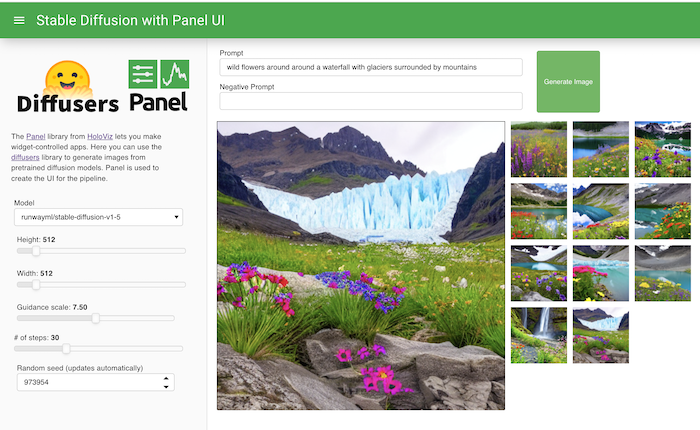 Stable Diffusion with Panel UI
Diffusers
Panel
The Panel library from HoloViz lets you make
widget-controlled apps. Here you can use the
diffusers library to generate images from
pretrained diffusion models. Panel is used to
create the UI for the pipeline.
Model
runwayml/stable-diffusion-v1-5
Height: 512
Width: 512
Guidance scale: 7.50
# of steps: 30
Random seed (updates automatically)
973954
Prompt
wild flowers around around a waterfall with glaciers surrounded by mountains
Negative Prompt
Generate Image